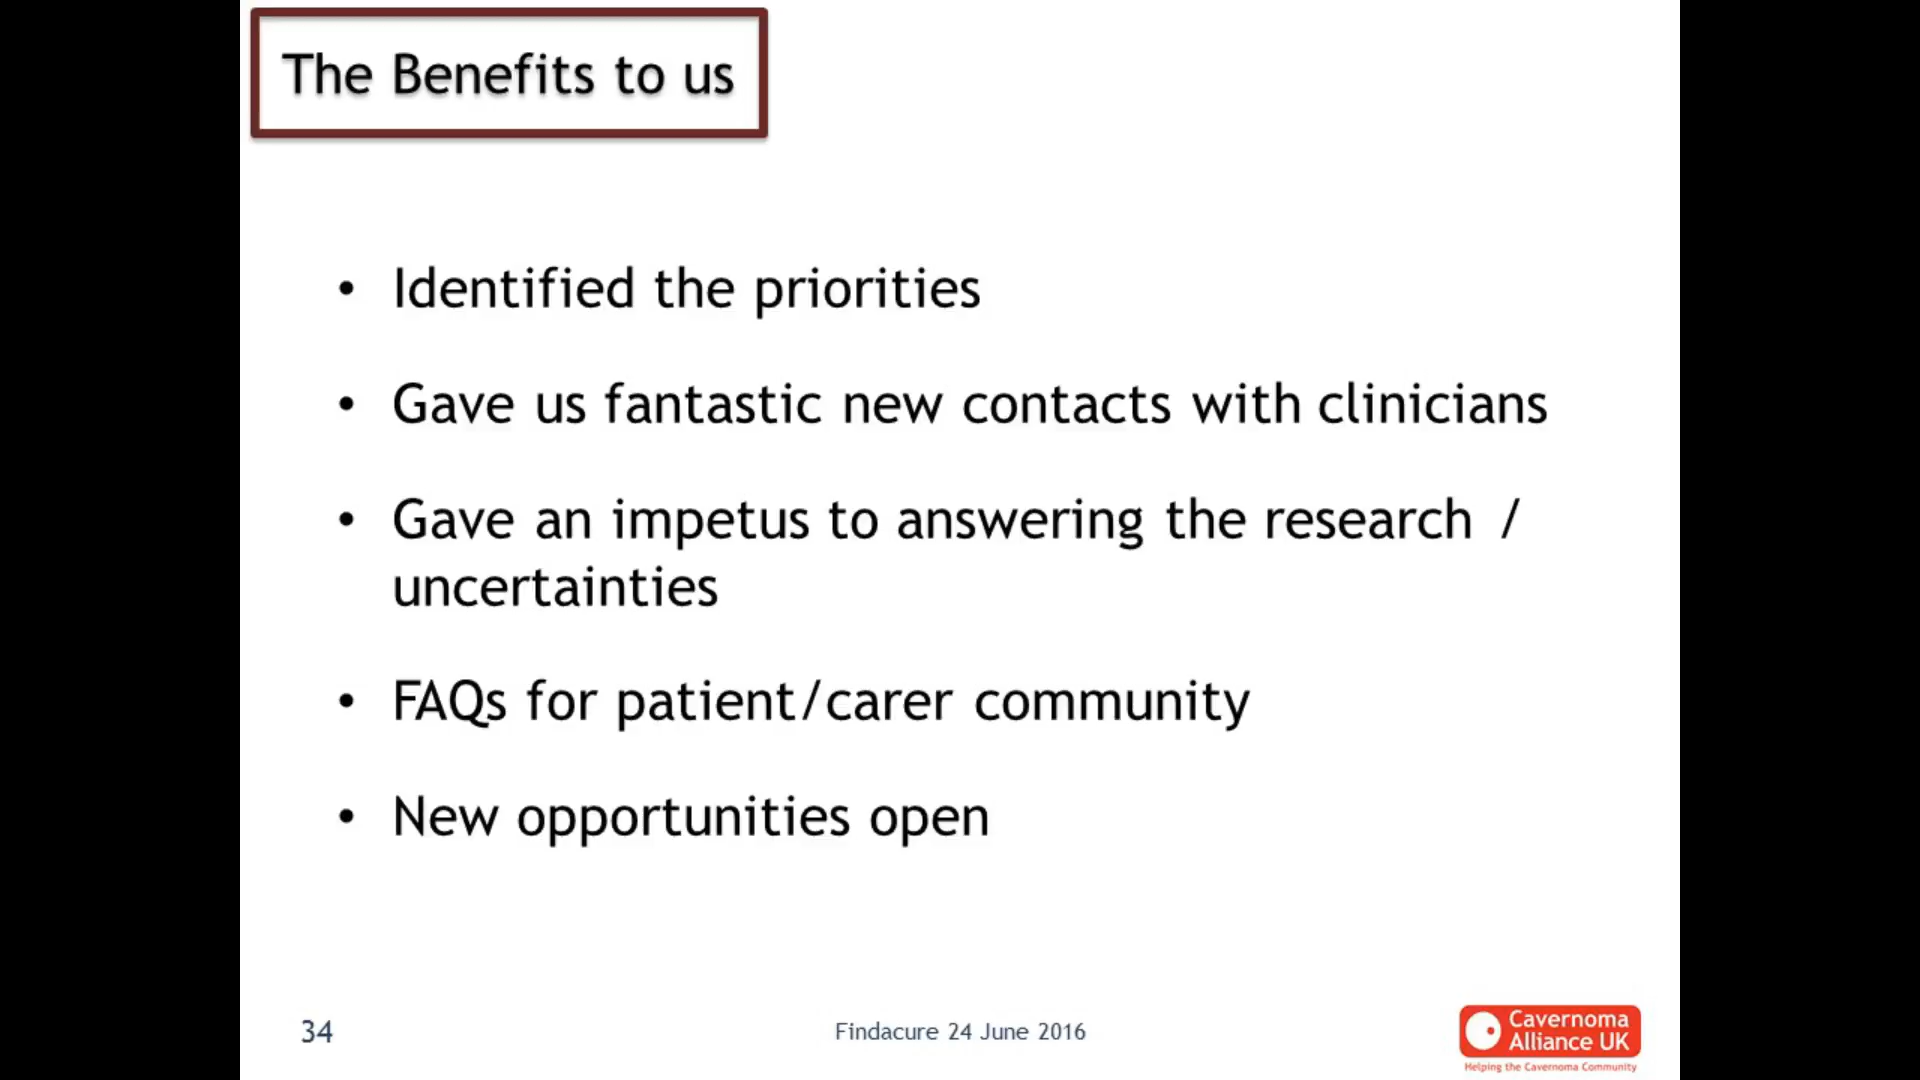 The Benefits to us
• Identified the priorities
• Gave us fantastic new contacts with clinicians
• Gave an impetus to answering the research /
uncertainties
• FAQs for patient/carer community
• New opportunities open
34
Findacure 24 June 2016
Cavernoma
Alliance UK
Helping the Cavernoma Community